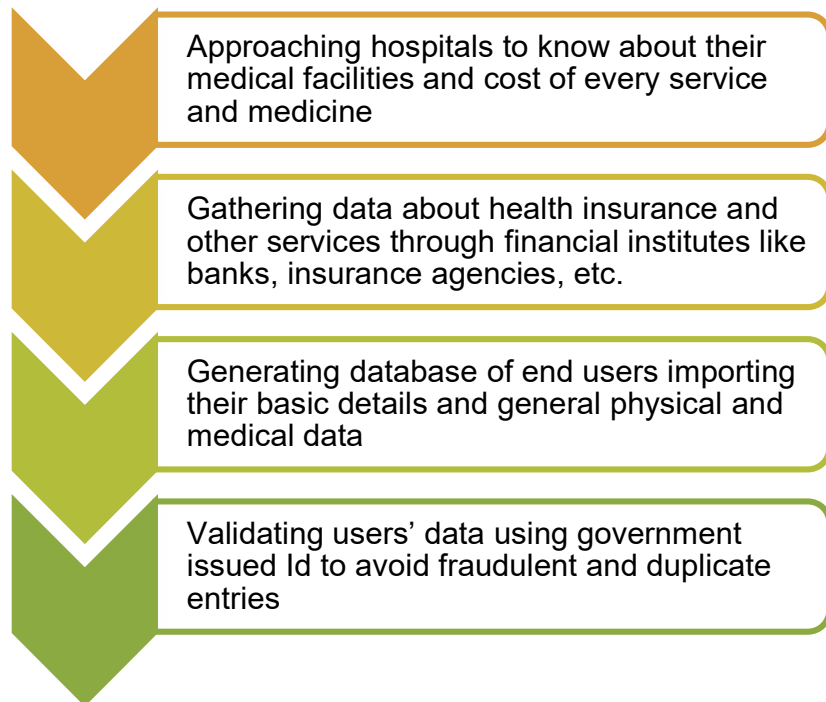 Approaching hospitals to know about their
medical facilities and cost of every service
and medicine
Gathering data about health insurance and
other services through financial institutes like
banks, insurance agencies, etc.
Generating database of end users importing
their basic details and general physical and
medical data
Validating users’ data using government
issued Id to avoid fraudulent and duplicate
entries